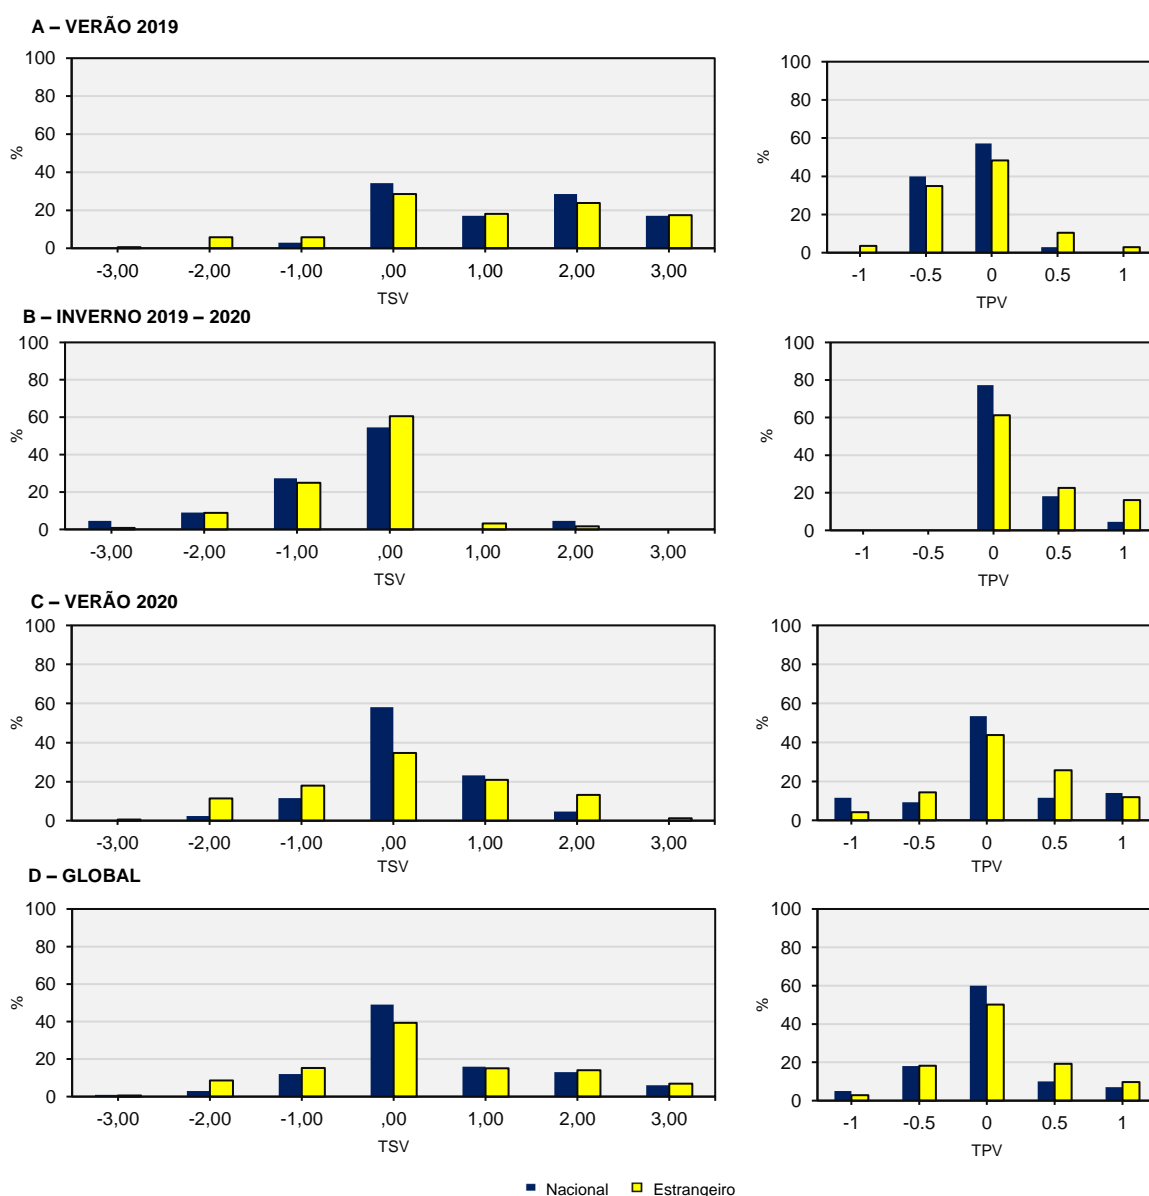 A – VERÃO 2019
100
80
60
40
20
0
%
-3,00 -2,00 -1,00 ,00 1,00 2,00 3,00
TSV
100
80
60
40
20
0
%
-1 -0.5 0 0.5 1
TPV
B – INVERNO 2019 – 2020
100
80
60
40
20
0
%
-3,00 -2,00 -1,00 ,00 1,00 2,00 3,00
TSV
100
80
60
40
20
0
%
-1 -0.5 0 0.5 1
TPV
C – VERÃO 2020
100
80
60
40
20
0
%
-3,00 -2,00 -1,00 ,00 1,00 2,00 3,00
TSV
100
80
60
40
20
0
%
-1 -0.5 0 0.5 1
TPV
D – GLOBAL
100
80
60
40
20
0
%
-3,00 -2,00 -1,00 ,00 1,00 2,00 3,00
TSV
100
80
60
40
20
0
%
-1 -0.5 0 0.5 1
TPV
Nacional Estrangeiro